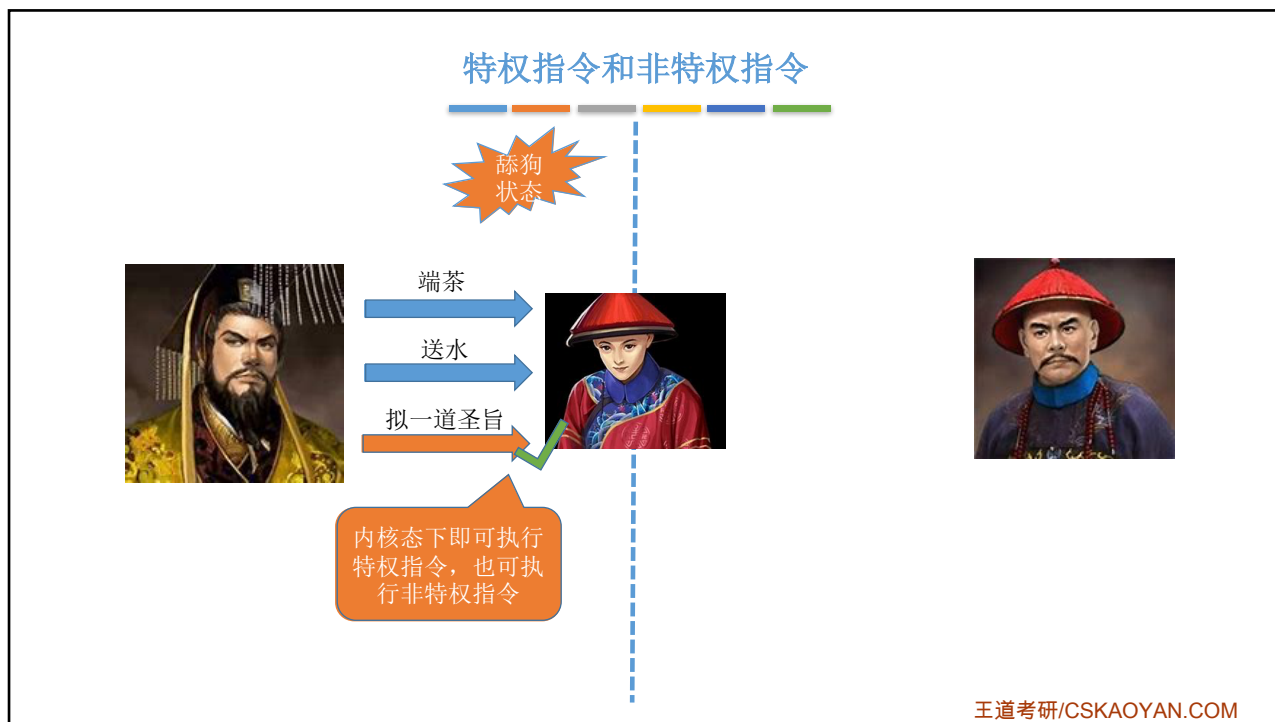 特权指令和非特权指令
舔狗
状态
端茶
送水
拟一道圣旨
内核态下即可执行
特权指令，也可执
行非特权指令
王道考研/CSKAOYAN.COM